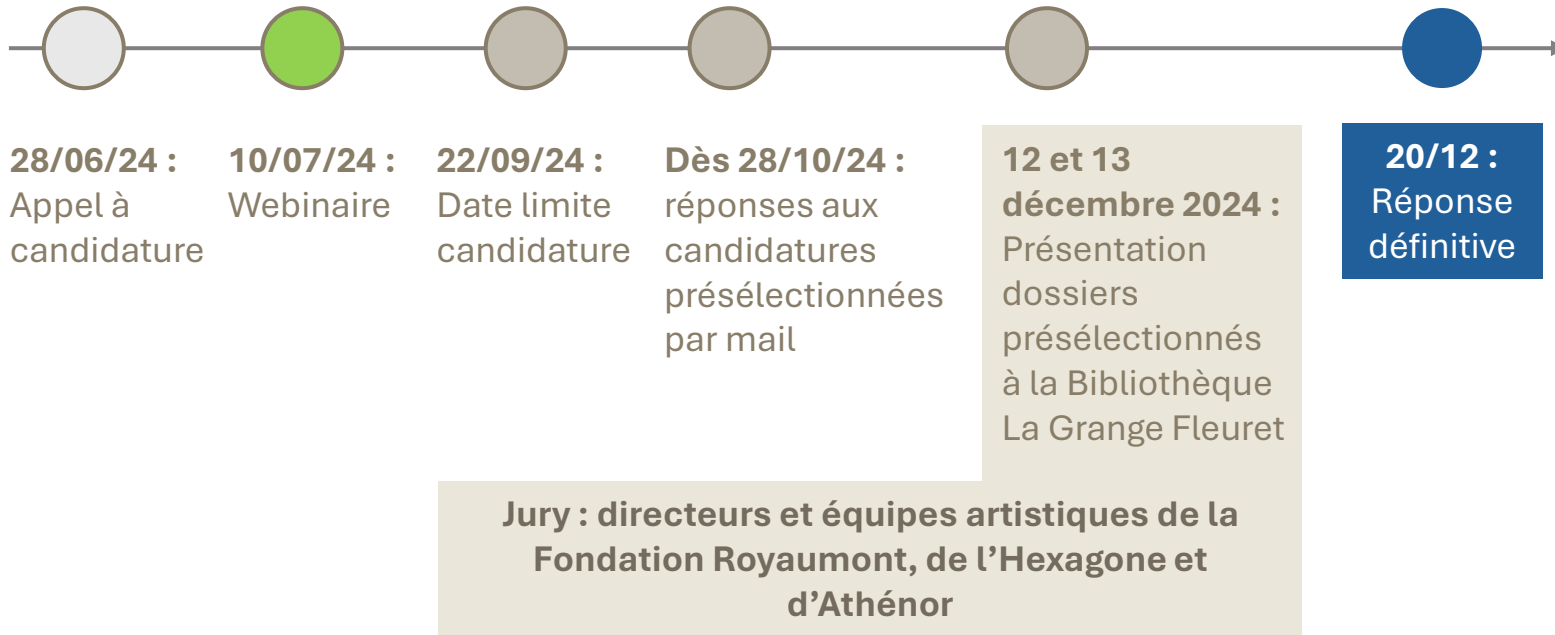 28/06/24 :
Appel à
candidature
10/07/24 :
Webinaire
22/09/24 :
Date limite
candidature
Dès 28/10/24 :
réponses aux
candidatures
présélectionnées
par mail
12 et 13
décembre 2024 :
Présentation
dossiers
présélectionnés
à la Bibliothèque
La Grange Fleuret
20/12 :
Réponse
définitive
Jury : directeurs et équipes artistiques de la
Fondation Royaumont, de l’Hexagone et
d’Athénor